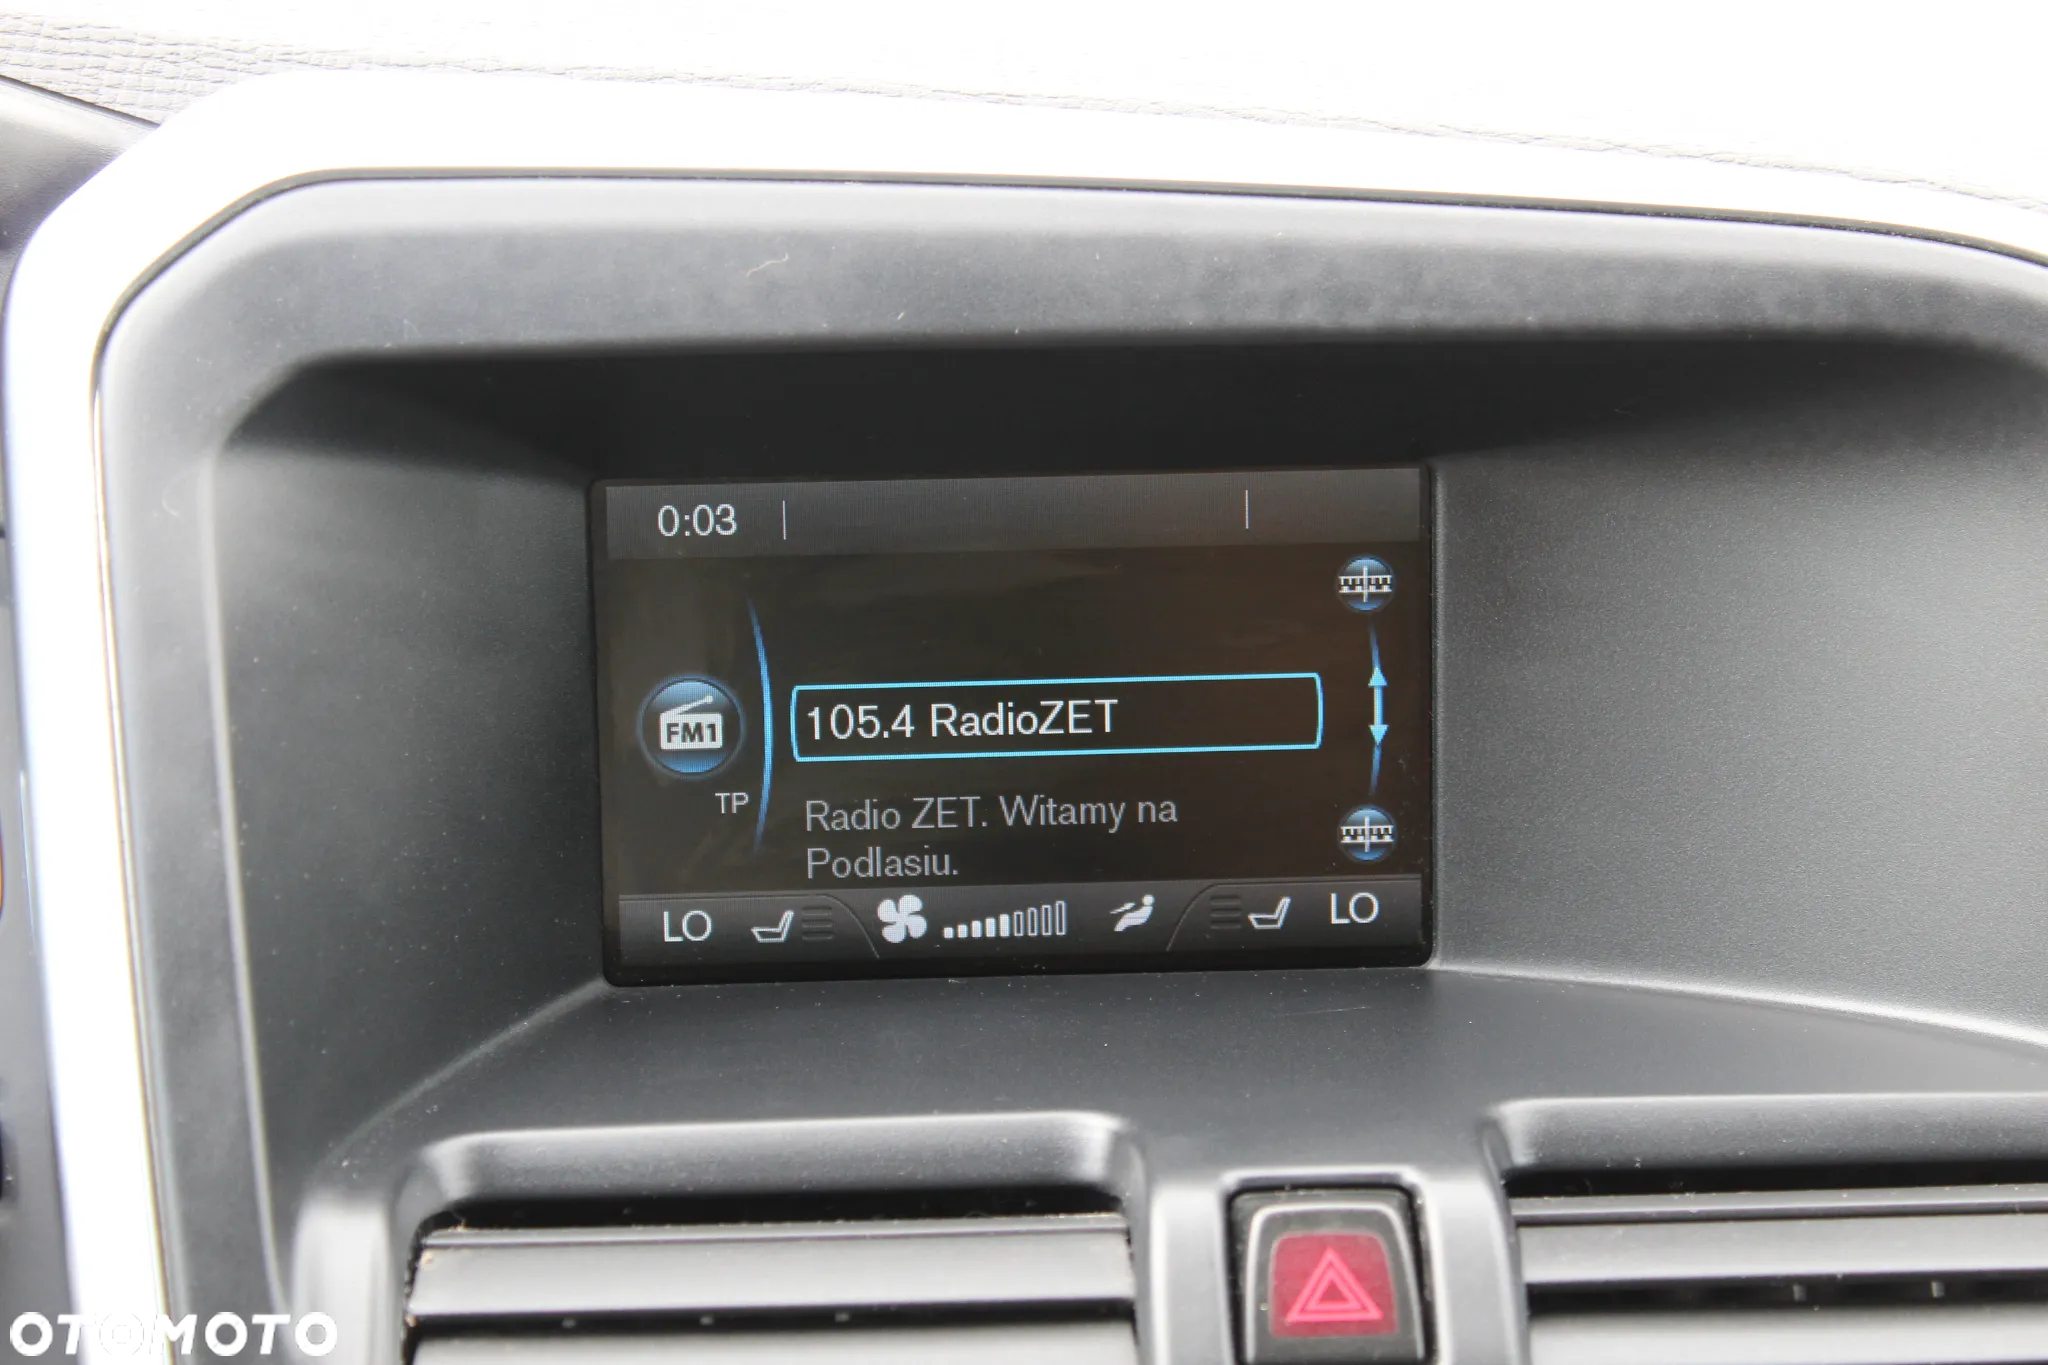 0:03
FM1
105.4 RadioZET
TP
Radio ZET. Witamy na
Podlasiu.
LO
LO
OTOMOTO